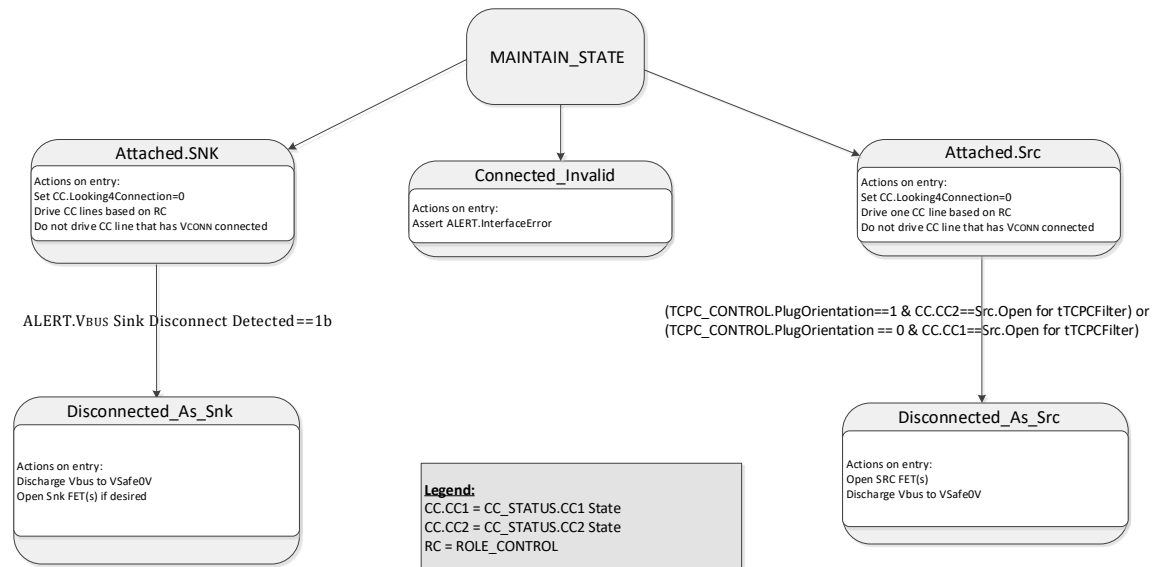 MAINTAIN_STATE
Attached.SNK
Actions on entry:
Set CC.Looking4Connection=0
Drive CC lines based on RC
Do not drive CC line that has VCONN connected
Connected_Invalid
Actions on entry:
Assert ALERT.InterfaceError
Attached.Src
Actions on entry:
Set CC.Looking4Connection=0
Drive one CC line based on RC
Do not drive CC line that has VCONN connected
ALERT.VBUS Sink Disconnect Detected==1b
(TCPC_CONTROL.PlugOrientation==1 & CC.CC2==Src.Open for tTCPCFilter) or
(TCPC_CONTROL.PlugOrientation == 0 & CC.CC1==Src.Open for tTCPCFilter)
Disconnected_As_Snk
Actions on entry:
Discharge Vbus to VSafe0V
Open Snk FET(s) if desired
Disconnected_As_Src
Actions on entry:
Open SRC FET(s)
Discharge Vbus to VSafe0V
Legend:
CC.CC1 = CC_STATUS.CC1 State
CC.CC2 = CC_STATUS.CC2 State
RC = ROLE_CONTROL